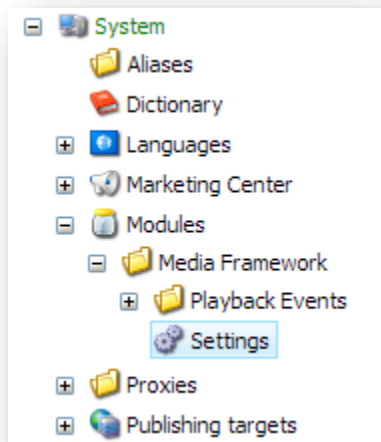 System
Aliases
Dictionary
Languages
Marketing Center
Modules
Media Framework
Playback Events
Settings
Proxies
Publishing targets